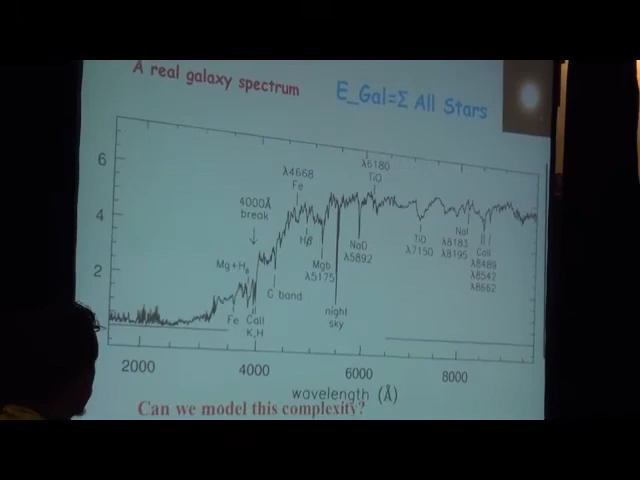 A real galaxy spectrum
E_Gal=Σ All Stars
6
4
2
λ6180
TiO
λ4668
Fe
4000Å
break
Hβ
Mg+H
Mgb
λ5175
NaD
λ5892
TiO
λ7150
NaI
λ8183
λ8195
CaII
λ8542
λ8662
G band
night
sky
Fe
CaII
K,H
2000
4000
6000
8000
wavelength (Å)
Can we model this complexity?